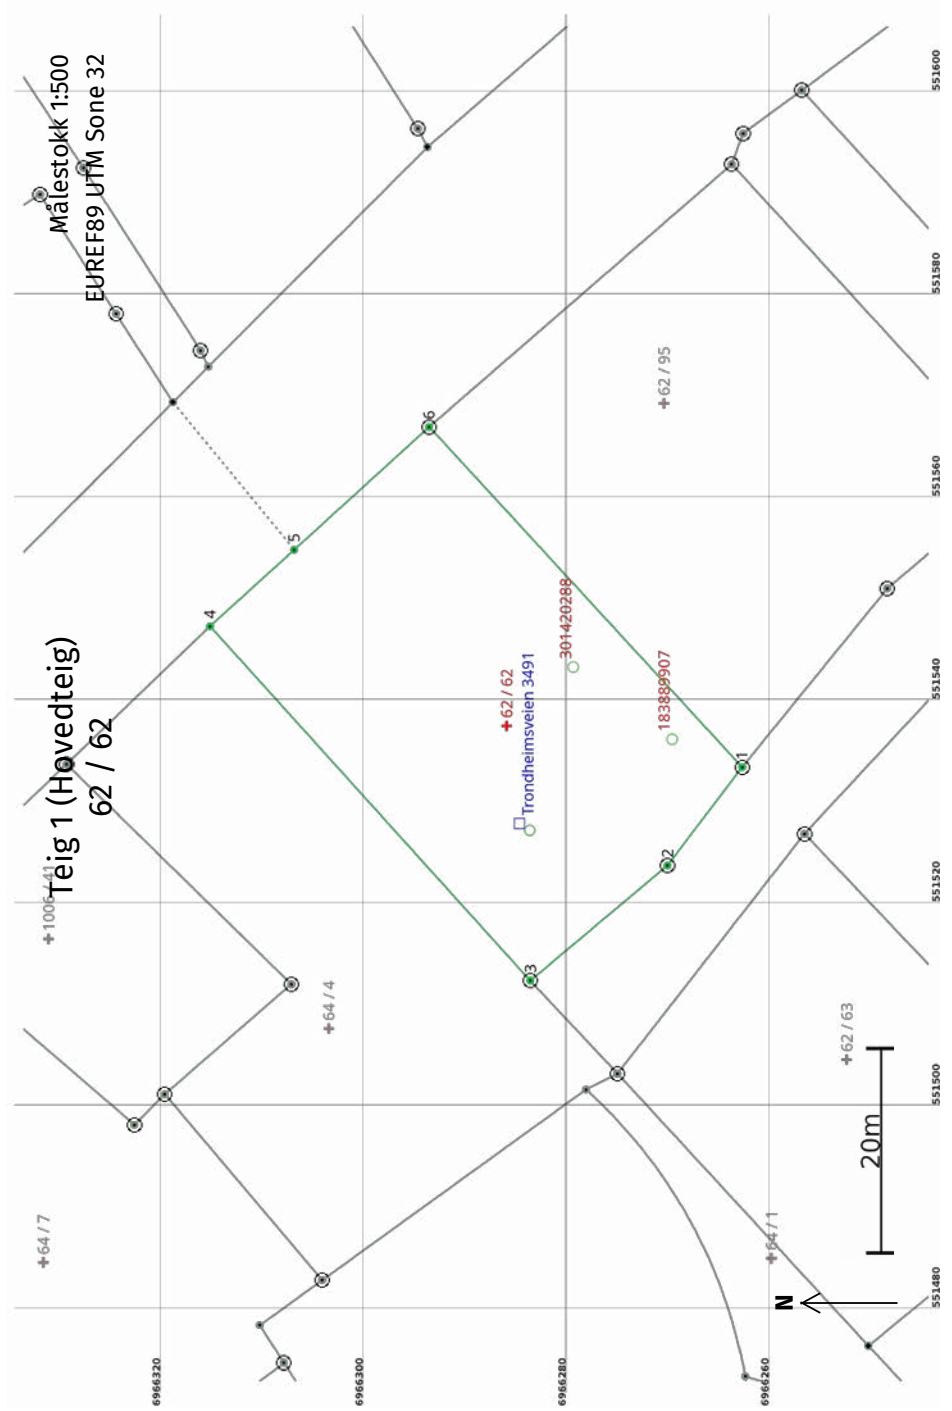 Teig 1 (Hovedteig)
62 / 62
Målestokk 1:500
EUREF89 UTM Sone 32
64 / 7
1006 / 41
64 / 4
6966320
6966300
6966280
6966260
551480
551500
551520
551540
551560
551580
551600
4
5
6
3
2
1
62 / 62
Trondheimsveien 3491
301420288
183889907
62 / 95
62 / 63
64 / 1
20m
N